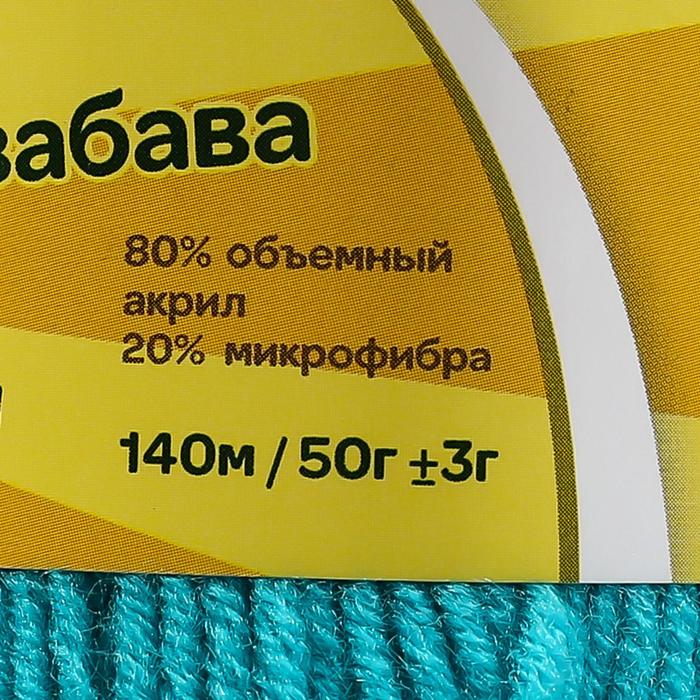 забава
80% объемный
акрил
20% микрофибра
140м / 50г ±3г